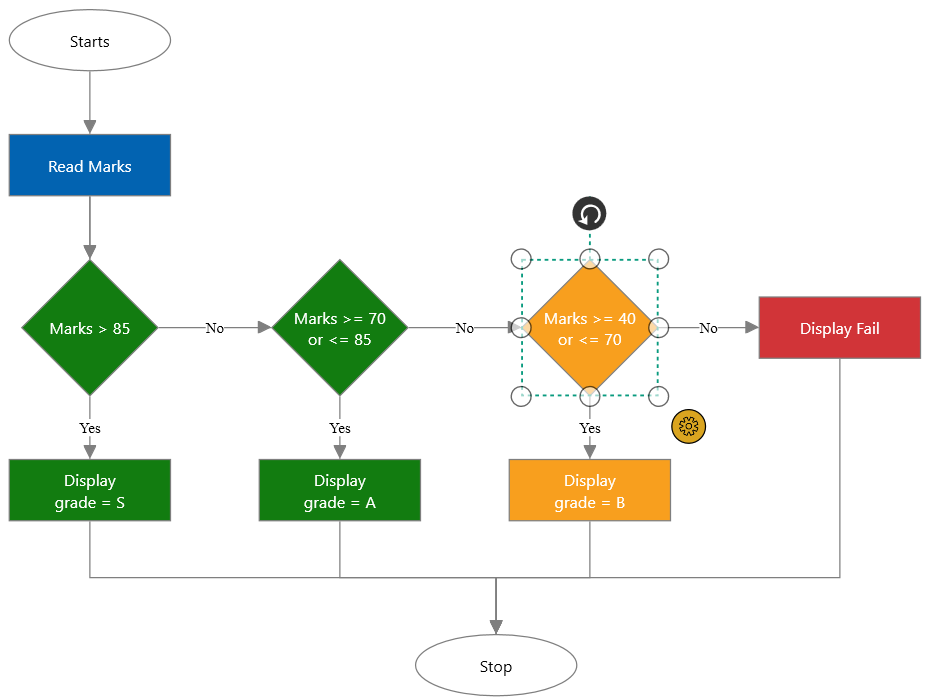 Starts
Read Marks
Marks > 85
No
Marks >= 70
or <= 85
No
Marks >= 40
or <= 70
No
Display Fail
Yes
Yes
Yes
Display
grade = S
Display
grade = A
Display
grade = B
Stop